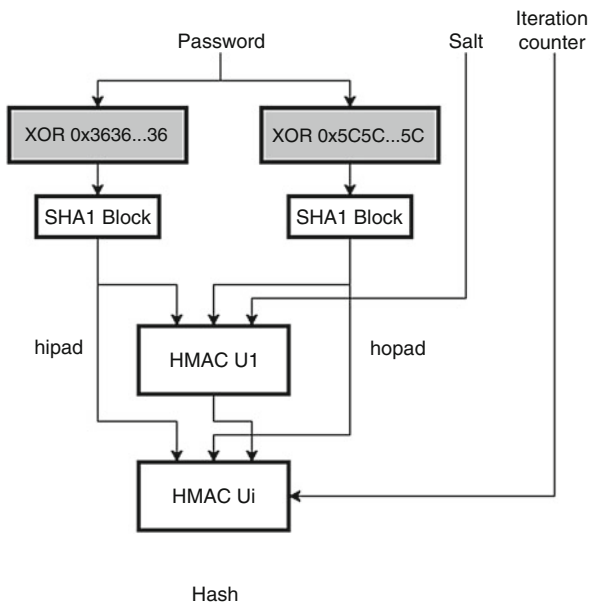 Iteration
counter
Password
Salt
XOR 0x3636...36
XOR 0x5C5C...5C
SHA1 Block
SHA1 Block
hipad
HMAC U1
hopad
HMAC Ui
Hash